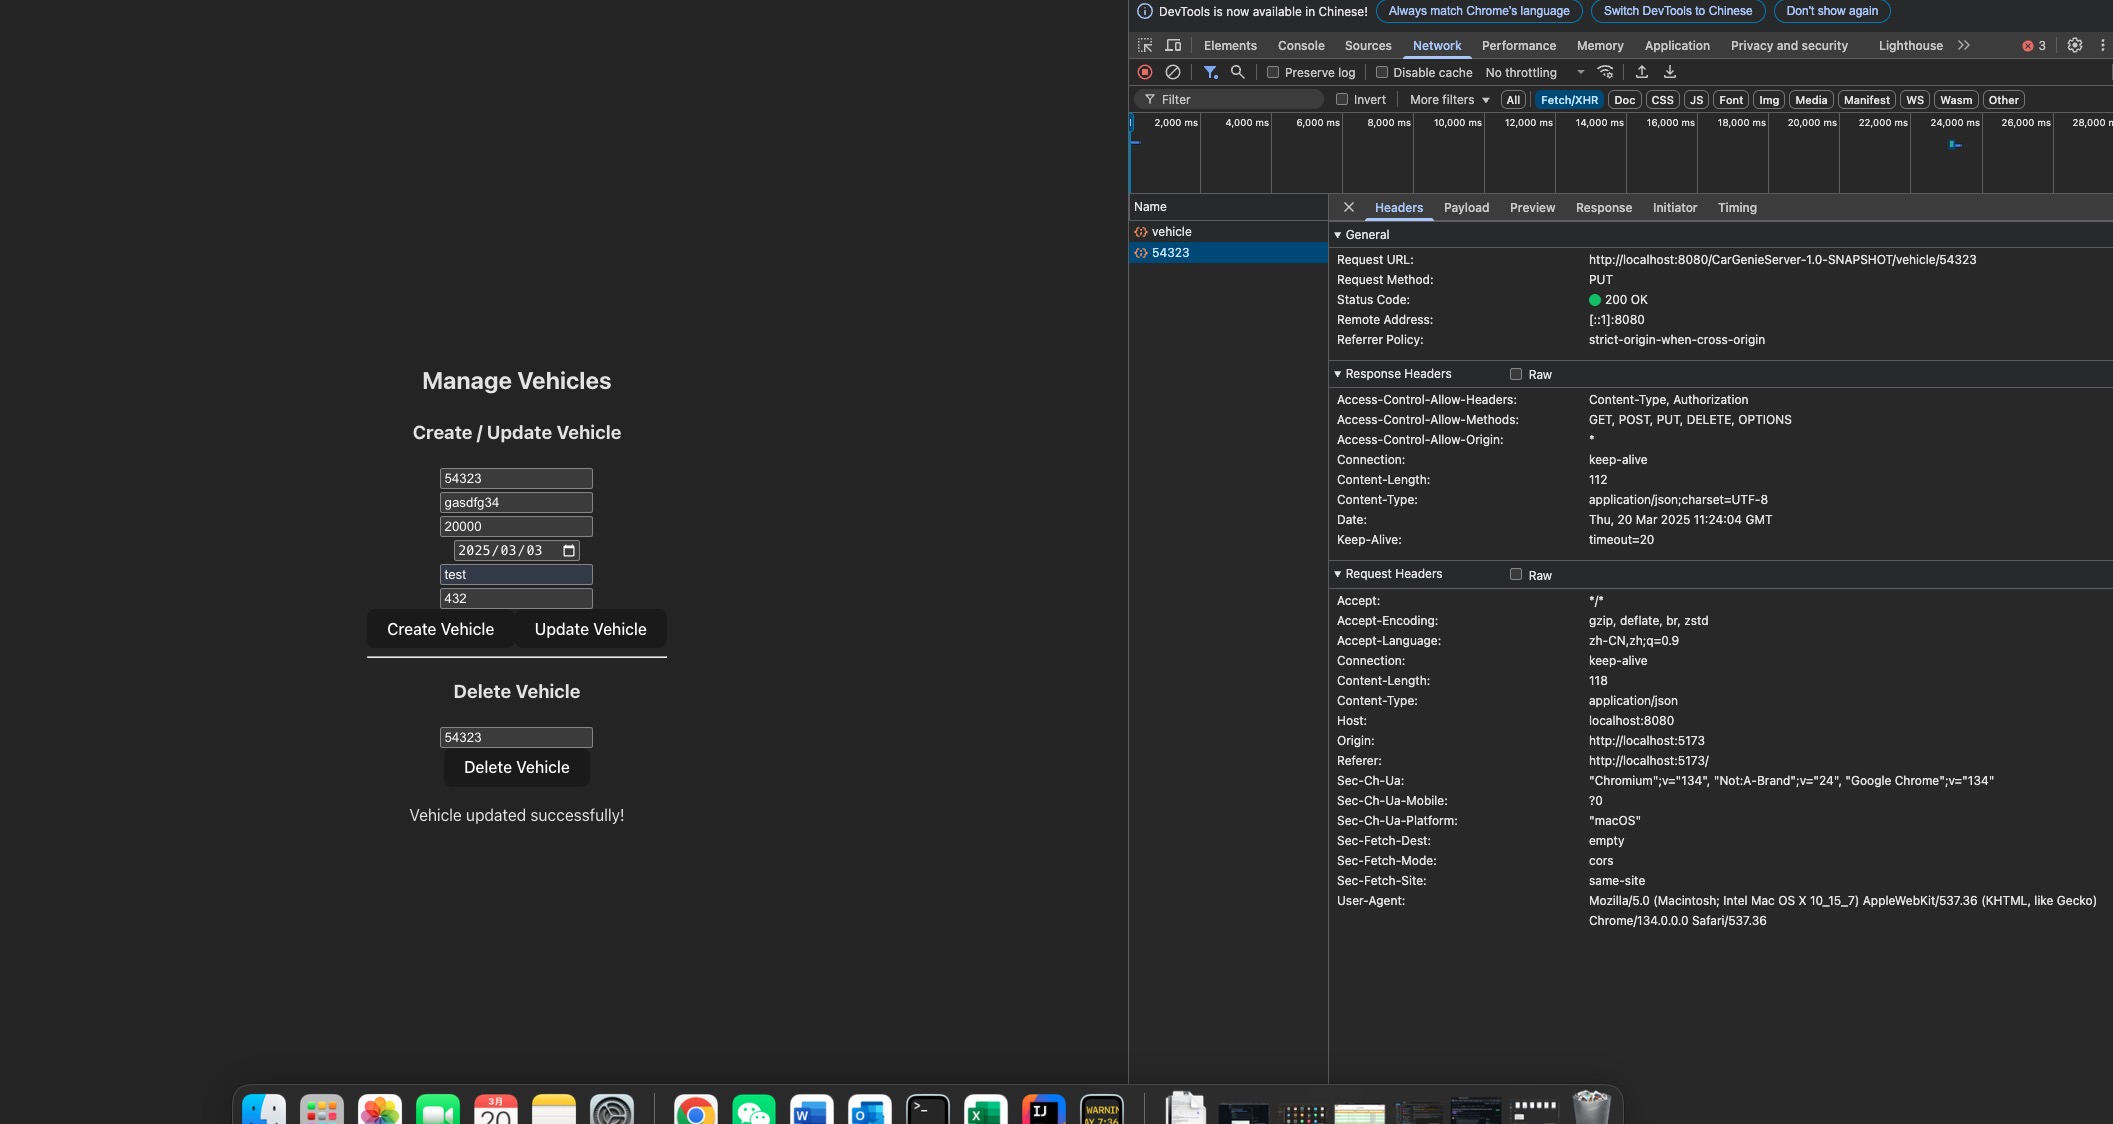 DevTools is now available in Chinese! Always match Chrome's language Switch DevTools to Chinese Don't show again
Elements Console Sources Network Performance Memory Application Privacy and security Lighthouse 3
Preserve log Disable cache No throttling
Filter Invert More filters All Fetch/XHR Doc CSS JS Font Img Media Manifest WS Wasm Other
2,000 ms 4,000 ms 6,000 ms 8,000 ms 10,000 ms 12,000 ms 14,000 ms 16,000 ms 18,000 ms 20,000 ms 22,000 ms 24,000 ms 26,000 ms 28,000
Name
vehicle
54323
Headers Payload Preview Response Initiator Timing
General
Request URL: http://localhost:8080/CarGenieServer-1.0-SNAPSHOT/vehicle/54323
Request Method: PUT
Status Code: 200 OK
Remote Address: [::1]:8080
Referrer Policy: strict-origin-when-cross-origin
Response Headers Raw
Access-Control-Allow-Headers: Content-Type, Authorization
Access-Control-Allow-Methods: GET, POST, PUT, DELETE, OPTIONS
Access-Control-Allow-Origin: *
Connection: keep-alive
Content-Length: 112
Content-Type: application/json;charset=UTF-8
Date: Thu, 20 Mar 2025 11:24:04 GMT
Keep-Alive: timeout=20
Request Headers Raw
Accept: */*
Accept-Encoding: gzip, deflate, br, zstd
Accept-Language: zh-CN,zh;q=0.9
Connection: keep-alive
Content-Length: 118
Content-Type: application/json
Host: localhost:8080
Origin: http://localhost:5173
Referer: http://localhost:5173/
Sec-Ch-Ua: "Chromium";v="134", "Not:A-Brand";v="24", "Google Chrome";v="134"
Sec-Ch-Ua-Mobile: ?0
Sec-Ch-Ua-Platform: "macOS"
Sec-Fetch-Dest: empty
Sec-Fetch-Mode: cors
Sec-Fetch-Site: same-site
User-Agent: Mozilla/5.0 (Macintosh; Intel Mac OS X 10_15_7) AppleWebKit/537.36 (KHTML, like Gecko)
Chrome/134.0.0.0 Safari/537.36
Manage Vehicles
Create / Update Vehicle
54323
gasdfg34
20000
2025/03/03
test
432
Create Vehicle Update Vehicle
Delete Vehicle
54323
Delete Vehicle
Vehicle updated successfully!
3月
20
W
O
>_
X
IJ
WARNIN
AY 7:36